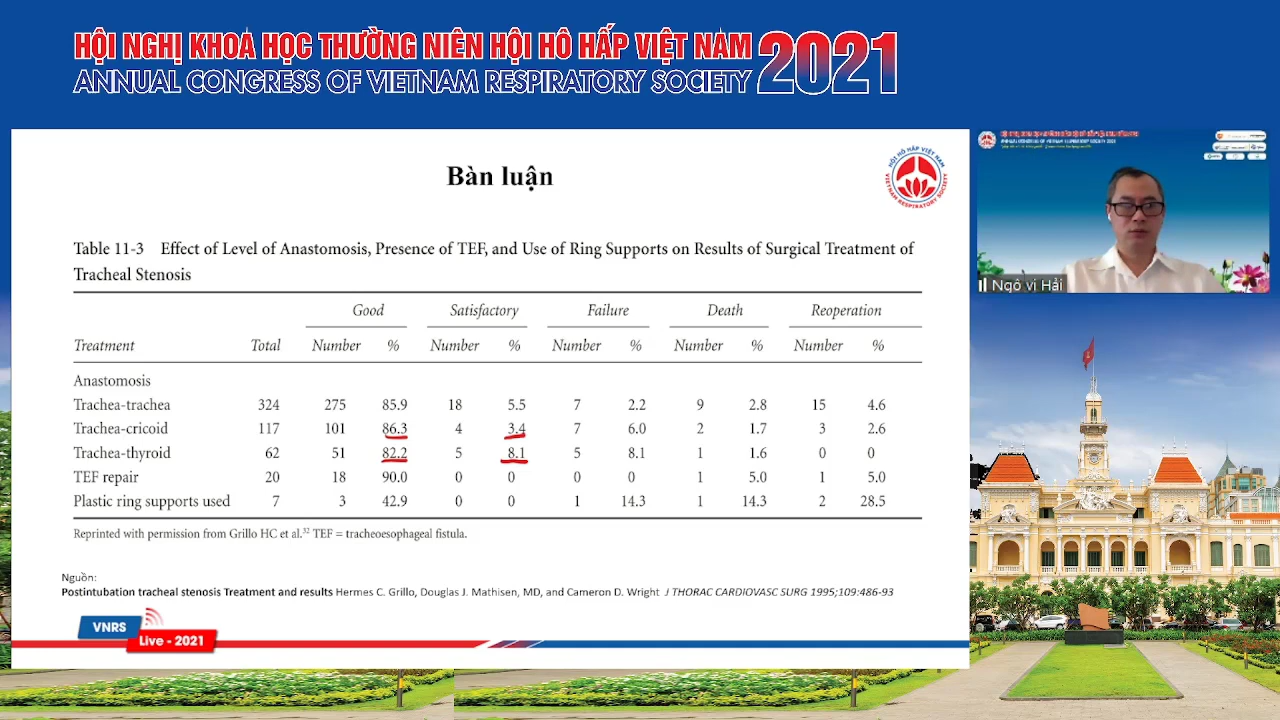 HỘI NGHỊ KHOA HỌC THƯỜNG NIÊN HỘI HÔ HẤP VIỆT NAM
ANNUAL CONGRESS OF VIETNAM RESPIRATORY SOCIETY
2021
HỘI HÔ HẤP VIỆT NAM
VIETNAM RESPIRATORY SOCIETY
Bàn luận
Table 11-3 Effect of Level of Anastomosis, Presence of TEF, and Use of Ring Supports on Results of Surgical Treatment of
Tracheal Stenosis
Good Satisfactory Failure Death Reoperation
Treatment Total Number % Number % Number % Number % Number %
Anastomosis
Trachea-trachea 324 275 85.9 18 5.5 7 2.2 9 2.8 15 4.6
Trachea-cricoid 117 101 86.3 4 3.4 7 6.0 2 1.7 3 2.6
Trachea-thyroid 62 51 82.2 5 8.1 5 8.1 1 1.6 0 0
TEF repair 20 18 90.0 0 0 0 0 1 5.0 1 5.0
Plastic ring supports used 7 3 42.9 0 0 1 14.3 1 14.3 2 28.5
Reprinted with permission from Grillo HC et al.32 TEF = tracheoesophageal fistula.
Nguồn:
Postintubation tracheal stenosis Treatment and results Hermes C. Grillo, Douglas J. Mathisen, MD, and Cameron D. Wright J THORAC CARDIOVASC SURG 1995;109:486-93
VNRS
Live - 2021
Ngô vi Hải